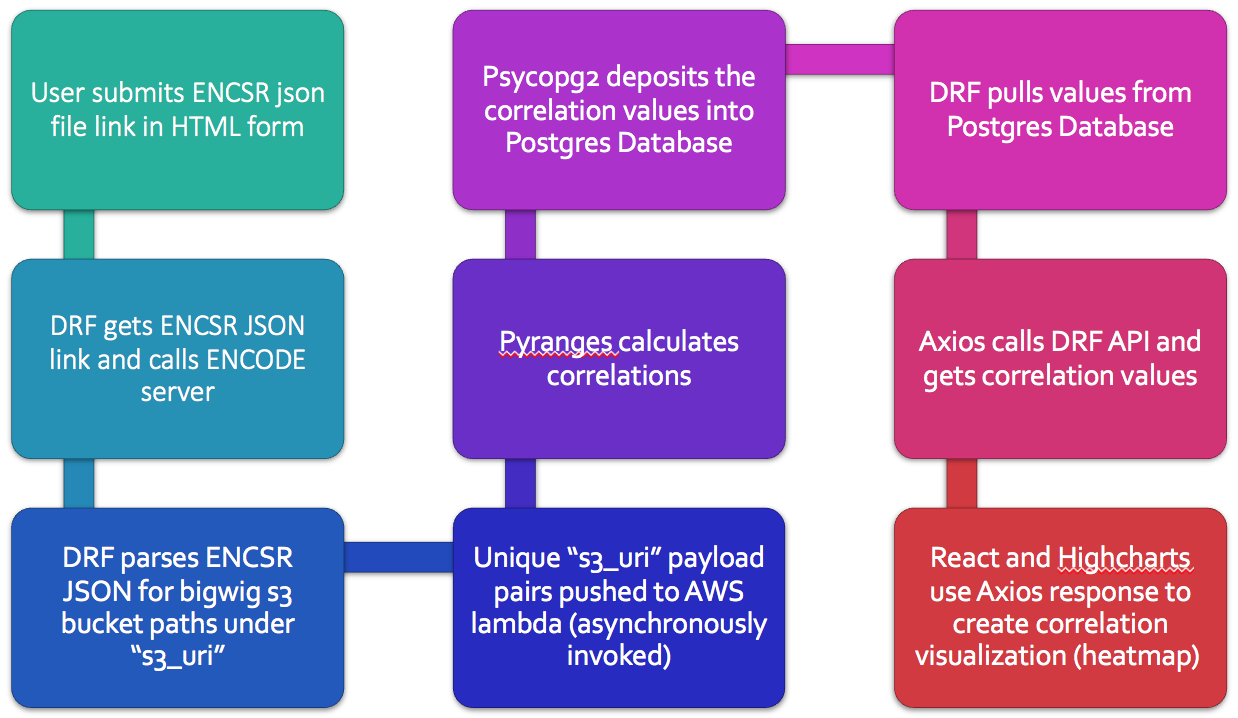 User submits ENCSR json
file link in HTML form
DRF gets ENCSR JSON
link and calls ENCODE
server
DRF parses ENCSR
JSON for bigwig s3
bucket paths under
“s3_uri”
Unique “s3_uri” payload
pairs pushed to AWS
lambda (asynchronously
invoked)
Pyranges calculates
correlations
Psycopg2 deposits the
correlation values into
Postgres Database
DRF pulls values from
Postgres Database
Axios calls DRF API and
gets correlation values
React and Highcharts
use Axios response to
create correlation
visualization (heatmap)